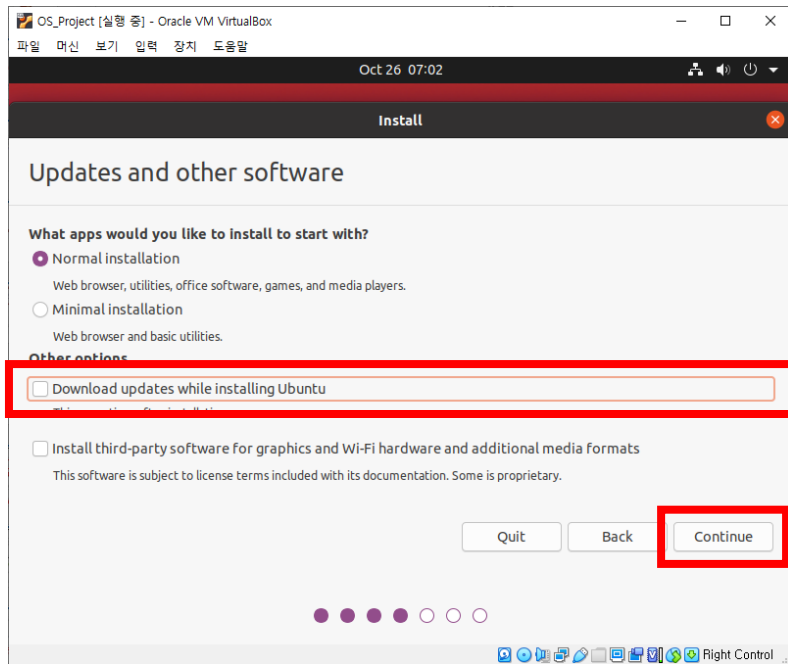 OS_Project [실행 중] - Oracle VM VirtualBox
파일 머신 보기 입력 장치 도움말
Oct 26 07:02
Install
Updates and other software
What apps would you like to install to start with?
Normal installation
Web browser, utilities, office software, games, and media players.
Minimal installation
Web browser and basic utilities.
Other options
Download updates while installing Ubuntu
Install third-party software for graphics and Wi-Fi hardware and additional media formats
This software is subject to license terms included with its documentation. Some is proprietary.
Quit Back Continue
Right Control